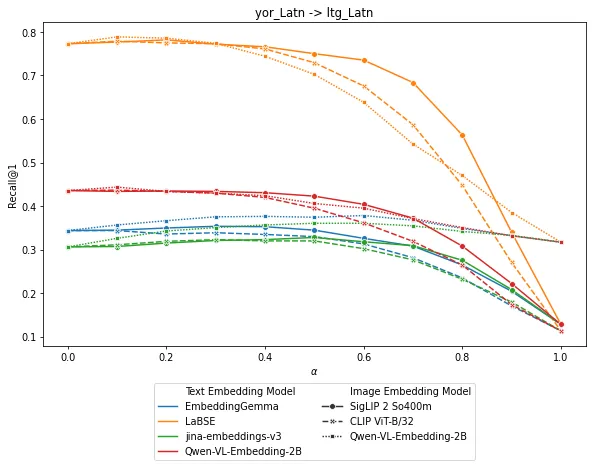 yor_Latn -> ltg_Latn
Recall@1
0.8
0.7
0.6
0.5
0.4
0.3
0.2
0.1
0.0 0.2 0.4 0.6 0.8 1.0
α
Text Embedding Model Image Embedding Model
EmbeddingGemma SigLIP 2 So400m
LaBSE CLIP ViT-B/32
jina-embeddings-v3 Qwen-VL-Embedding-2B
Qwen-VL-Embedding-2B